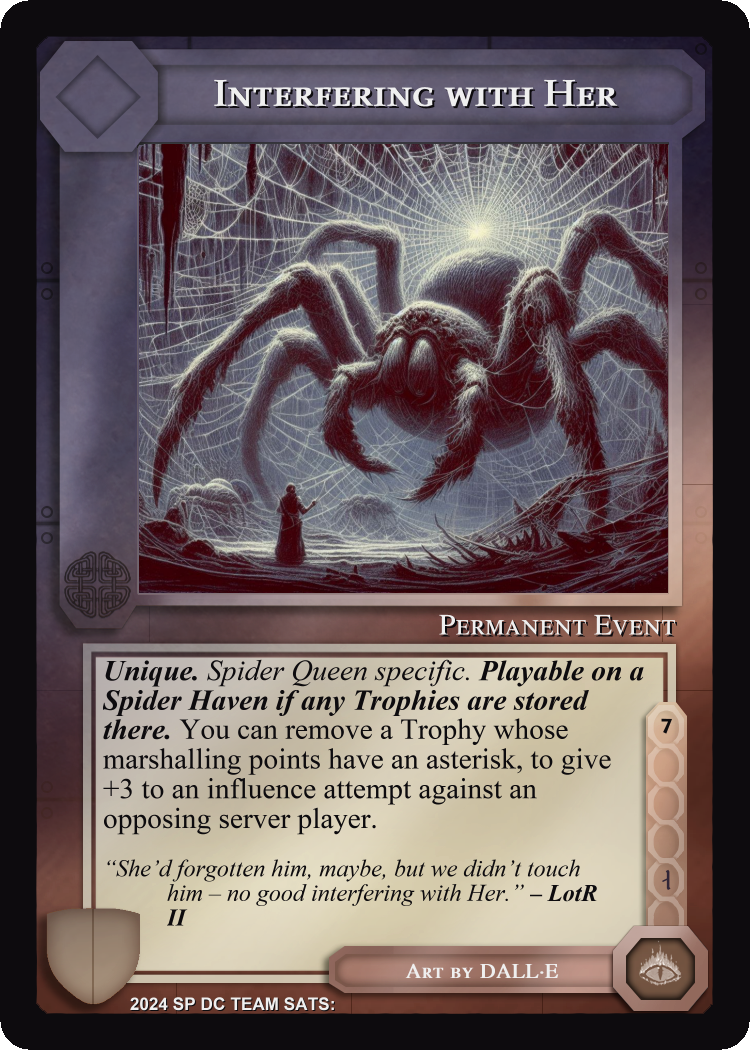 Interfering with Her
Permanent Event
Unique. Spider Queen specific. Playable on a
Spider Haven if any Trophies are stored
there. You can remove a Trophy whose
marshalling points have an asterisk, to give
+3 to an influence attempt against an
opposing server player.
7
“She’d forgotten him, maybe, but we didn’t touch
him – no good interfering with Her.” – LotR
II
Art by DALL·E
2024 SP DC TEAM SATS: